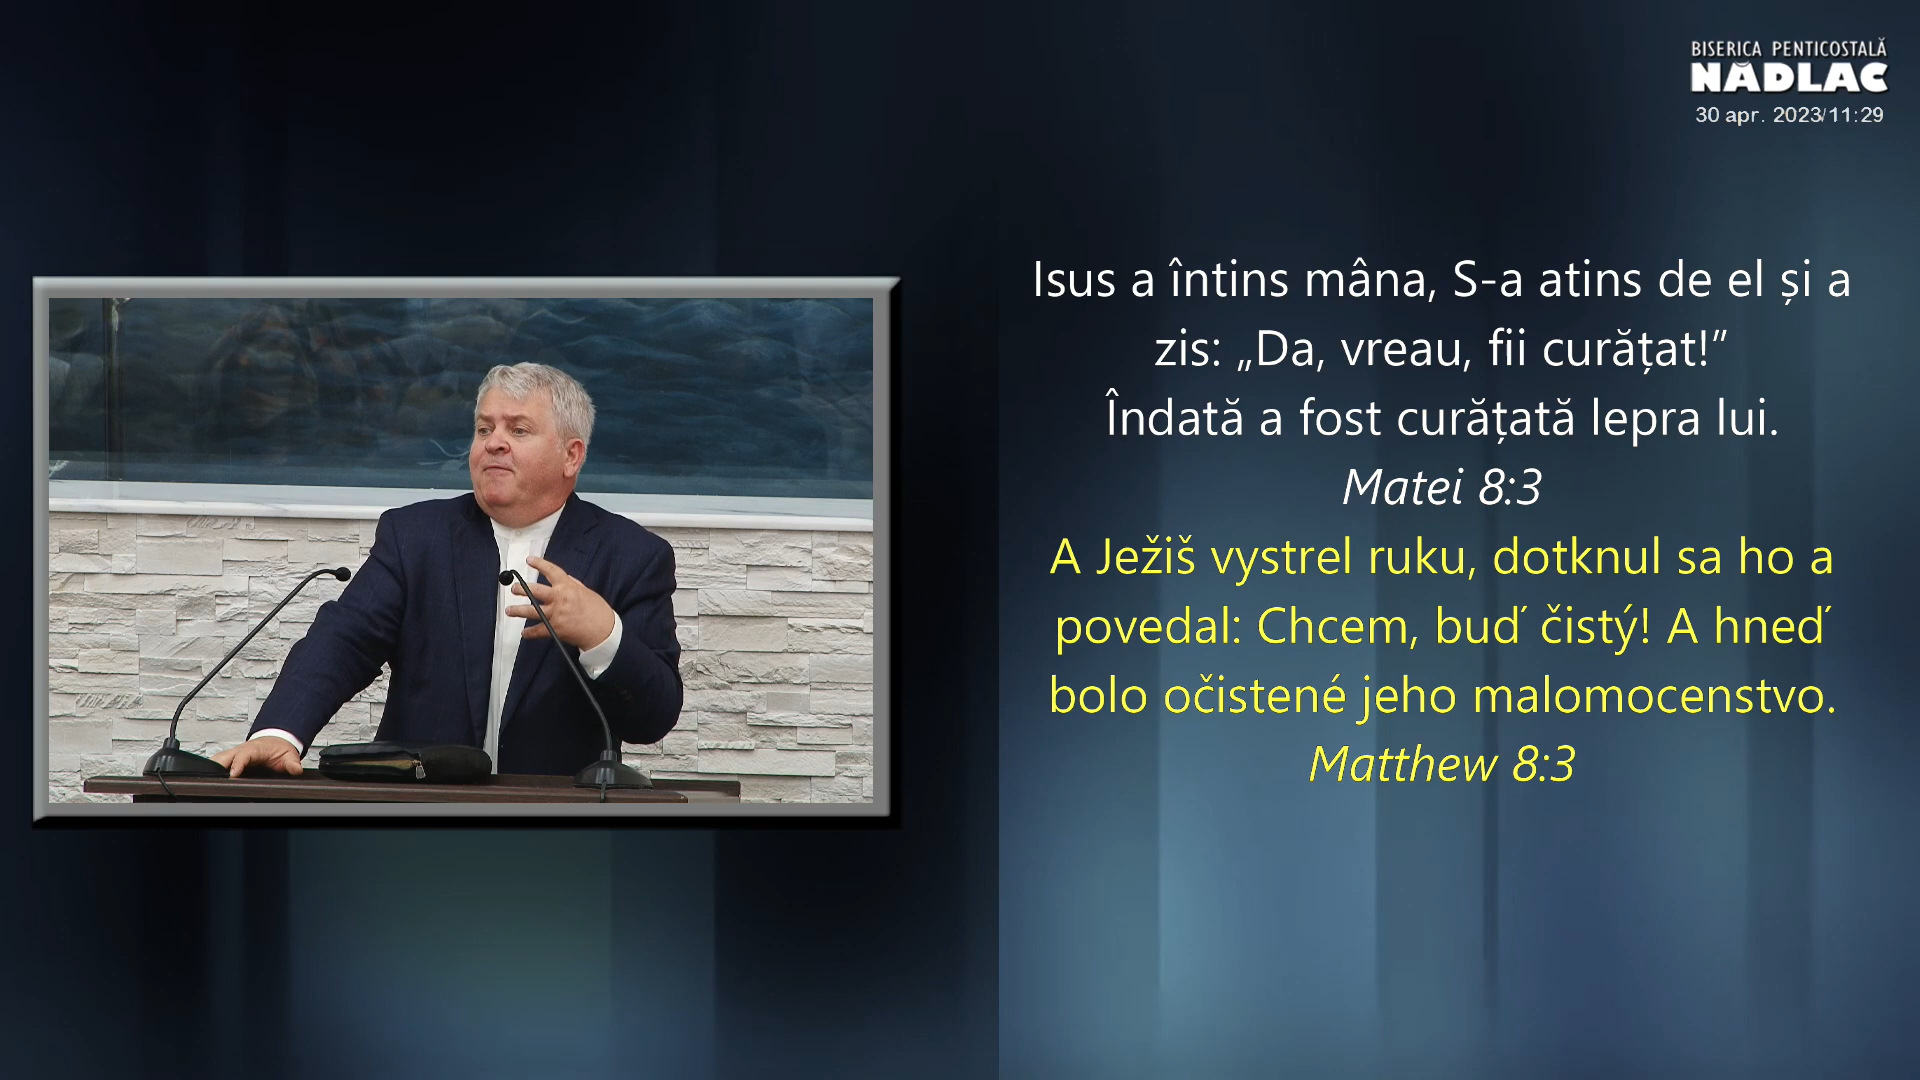 BISERICA PENTICOSTALĂ
NĂDLAC
30 apr. 2023/11:29
Isus a întins mâna, S-a atins de el și a
zis: „Da, vreau, fii curățat!”
Îndată a fost curățată lepra lui.
Matei 8:3
A Ježiš vystrel ruku, dotknul sa ho a
povedal: Chcem, buď čistý! A hneď
bolo očistené jeho malomocenstvo.
Matthew 8:3